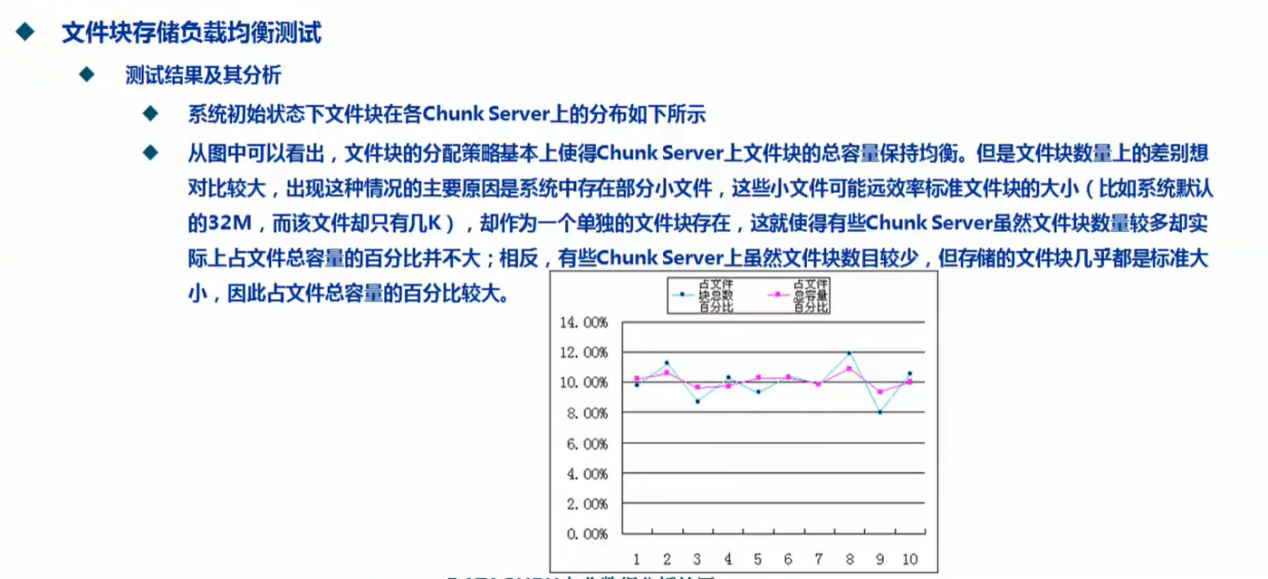 文件块存储负载均衡测试
测试结果及其分析
系统初始状态下文件块在各Chunk Server上的分布如下所示
从图中可以看出，文件块的分配策略基本上使得Chunk Server上文件块的总容量保持均衡。但是文件块数量上的差别想
对比较大，出现这种情况的主要原因是系统中存在部分小文件，这些小文件可能远效率标准文件块的大小（比如系统默认
的32M，而该文件却只有几K），却作为一个单独的文件块存在，这就使得有些Chunk Server虽然文件块数量较多却实
际上占文件总容量的百分比并不大；相反，有些Chunk Server上虽然文件块数目较少，但存储的文件块几乎都是标准大
小，因此占文件总容量的百分比较大。
占文件
块总数
百分比
占文件
总容量
百分比
14.00%
12.00%
10.00%
8.00%
6.00%
4.00%
2.00%
0.00%
1 2 3 4 5 6 7 8 9 10